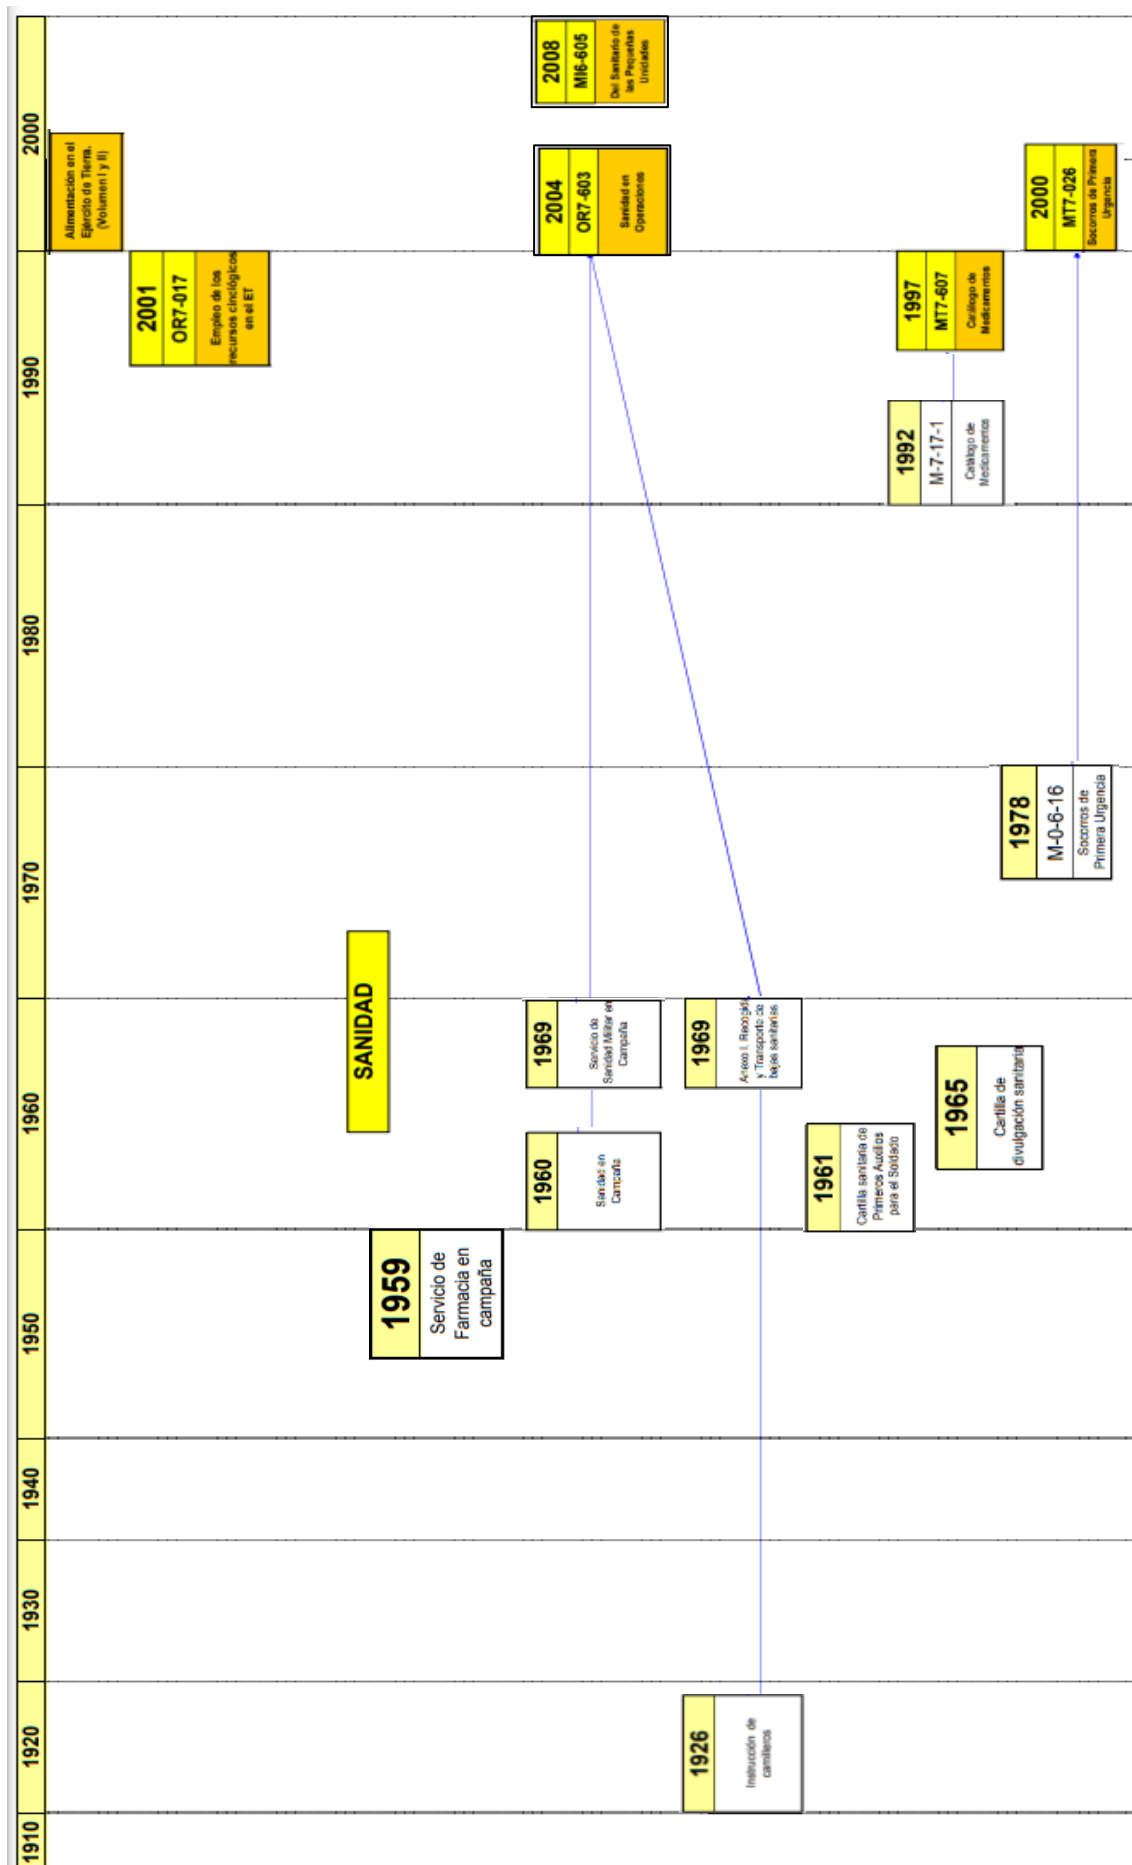 1910
1920
1930
1940
1950
1960
1970
1980
1990
2000
Alimentación en el
Ejército de Tierra.
(Volumen I y II)
2001
OR7-017
Empleo de los
recursos cinológicos
en el ET
SANIDAD
1959
Servicio de
Farmacia en
campaña
1960
Sanidad en
Campaña
1969
Servicio de
Sanidad Militar en
Campaña
2004
OR7-603
Sanidad en
Operaciones
2008
MI6-605
Del Sanitario de
las Pequeñas
Unidades
1926
Instrucción de
camilleros
1969
Anexo I. Recogida
y Transporte de
bajas sanitarias
1961
Cartilla sanitaria de
Primeros Auxilios
para el Soldado
1965
Cartilla de
divulgación sanitaria
1992
M-7-17-1
Catálogo de
Medicamentos
1997
MT7-607
Catálogo de
Medicamentos
1978
M-0-6-16
Socorros de
Primera Urgencia
2000
MT7-026
Socorros de Primera
Urgencia